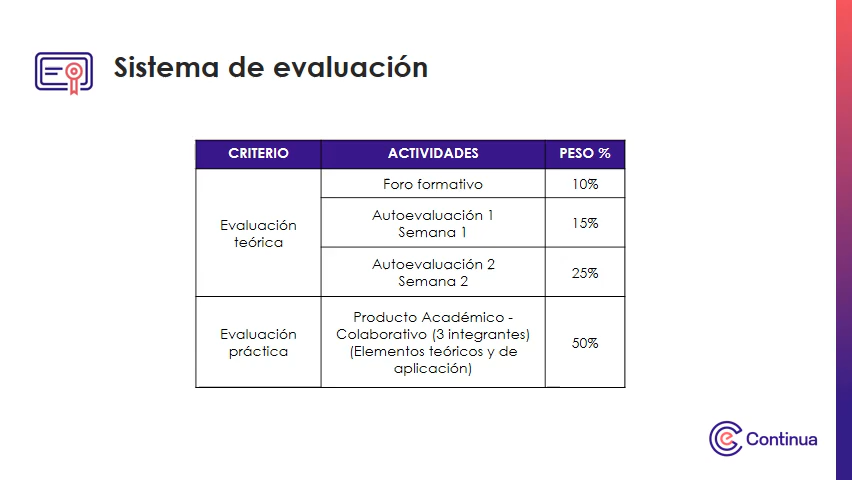 Sistema de evaluación
CRITERIO ACTIVIDADES PESO %
Evaluación
teórica
Foro formativo 10%
Autoevaluación 1
Semana 1
15%
Autoevaluación 2
Semana 2
25%
Evaluación
práctica
Producto Académico -
Colaborativo (3 integrantes)
(Elementos teóricos y de
aplicación)
50%
e Continua